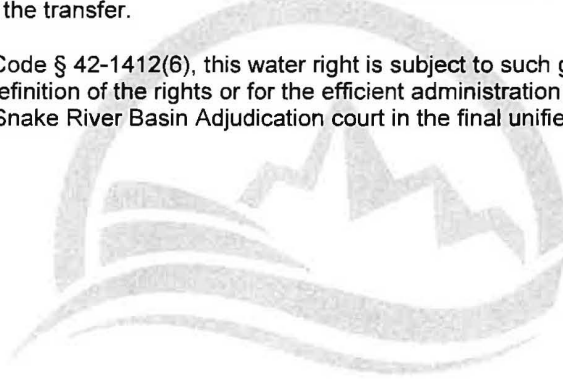 the transfer.
Code § 42-1412(6), this water right is subject to such g
efinition of the rights or for the efficient administration
Snake River Basin Adjudication court in the final unifie